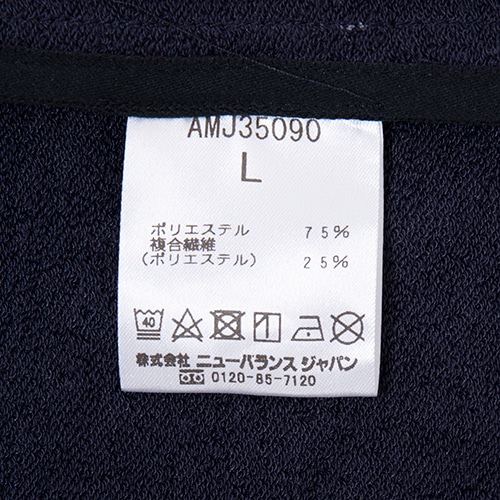 AMJ35090
L
ポリエステル 75%
複合繊維
(ポリエステル) 25%
40
株式会社 ニューバランス ジャパン
0120-85-7120